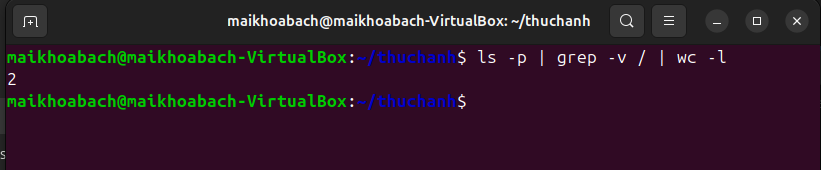 maikhoabach@maikhoabach-VirtualBox: ~/thuchanh
maikhoabach@maikhoabach-VirtualBox:~/thuchanh$ ls -p | grep -v / | wc -l
2
maikhoabach@maikhoabach-VirtualBox:~/thuchanh$
s